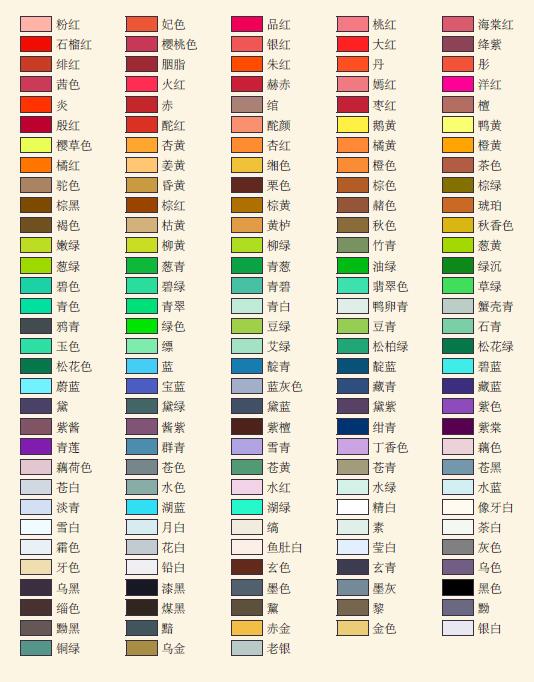 粉红 妃色 品红 桃红 海棠红
石榴红 樱桃色 银红 大红 绛紫
绯红 胭脂 朱红 丹 彤
茜色 火红 赫赤 嫣红 洋红
炎 赤 绾 枣红 檀
殷红 酡红 酡颜 鹅黄 鸭黄
樱草色 杏黄 杏红 橘黄 橙黄
橘红 姜黄 缃色 橙色 茶色
驼色 昏黄 栗色 棕色 棕绿
棕黑 棕红 棕黄 赭色 琥珀
褐色 枯黄 黄栌 秋色 秋香色
嫩绿 柳黄 柳绿 竹青 葱黄
葱绿 葱青 青葱 油绿 绿沉
碧色 碧绿 青碧 翡翠色 草绿
青色 青翠 青白 鸭卵青 蟹壳青
鸦青 绿色 豆绿 豆青 石青
玉色 缥 艾绿 松柏绿 松花绿
松花色 蓝 靛青 靛蓝 碧蓝
蔚蓝 宝蓝 蓝灰色 藏青 藏蓝
黛 黛绿 黛蓝 黛紫 紫色
紫酱 酱紫 紫檀 绀青 紫棠
青莲 群青 雪青 丁香色 藕色
藕荷色 苍色 苍黄 苍青 苍黑
苍白 水色 水红 水绿 水蓝
淡青 湖蓝 湖绿 精白 像牙白
雪白 月白 缟 素 荼白
霜色 花白 鱼肚白 莹白 灰色
牙色 铅白 玄色 玄青 乌色
乌黑 漆黑 墨色 墨灰 黑色
缁色 煤黑 黧 黎 黝
黝黑 黯 赤金 金色 银白
铜绿 乌金 老银